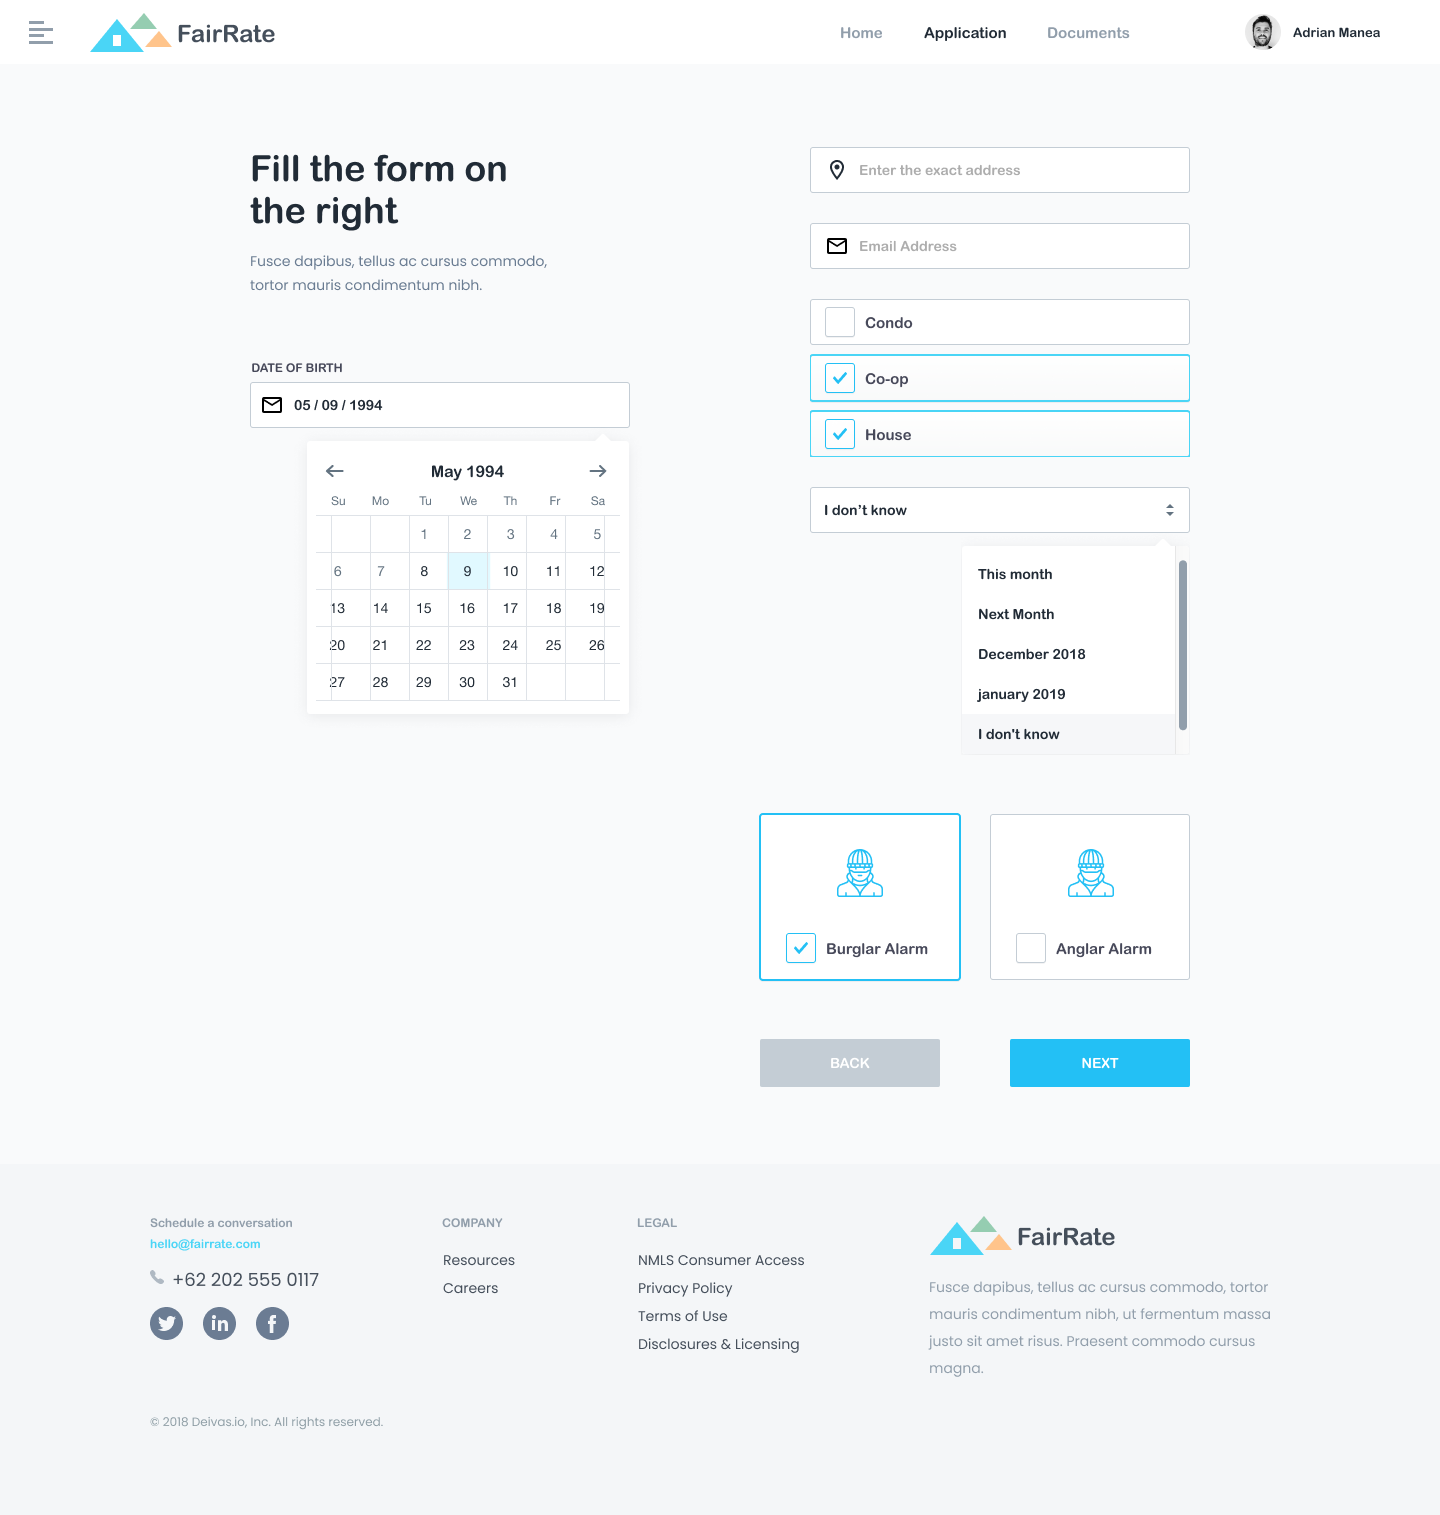 FairRate
Home Application Documents
Adrian Manea
Fill the form on
the right
Fusce dapibus, tellus ac cursus commodo,
tortor mauris condimentum nibh.
DATE OF BIRTH
05 / 09 / 1994
May 1994
Su Mo Tu We Th Fr Sa
1 2 3 4 5
6 7 8 9 10 11 12
13 14 15 16 17 18 19
20 21 22 23 24 25 26
27 28 29 30 31
Enter the exact address
Email Address
Condo
Co-op
House
I don’t know
This month
Next Month
December 2018
january 2019
I don't know
Burglar Alarm
Anglar Alarm
BACK
NEXT
Schedule a conversation
hello@fairrate.com
+62 202 555 0117
COMPANY
Resources
Careers
LEGAL
NMLS Consumer Access
Privacy Policy
Terms of Use
Disclosures & Licensing
FairRate
Fusce dapibus, tellus ac cursus commodo, tortor
mauris condimentum nibh, ut fermentum massa
justo sit amet risus. Praesent commodo cursus
magna.
© 2018 Deivas.io, Inc. All rights reserved.